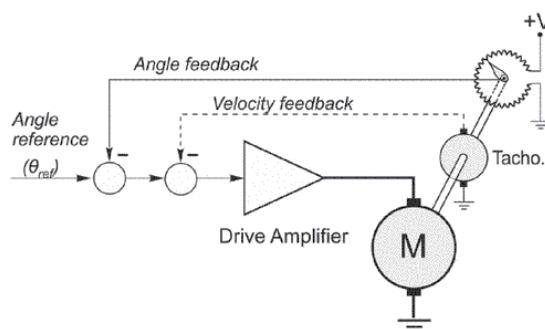 +V
Angle feedback
Velocity feedback
Angle
reference
(θref)
-
-
Tacho.
Drive Amplifier
M